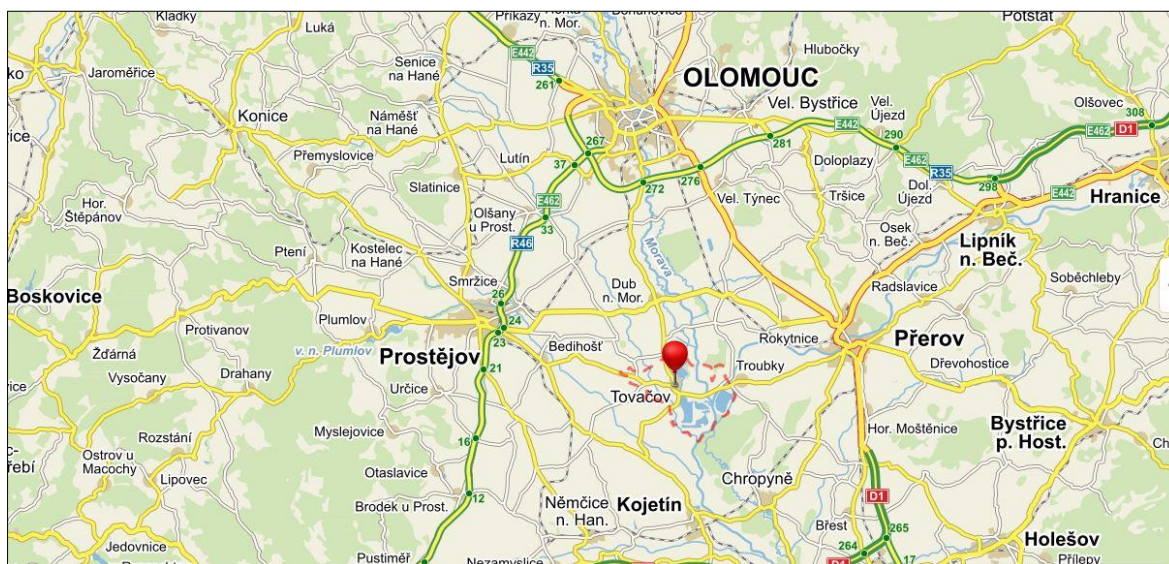 Kladky
Luká
Příkazy
n. Mor.
Potštát
Hlubočky
E442
R35
261
Senice
na Hané
OLOMOUC
Jaroměřice
Konice
Náměšť
na Hané
Vel. Bystřice
Vel.
Újezd
Olšovec
308
E442
290
E462
D1
281
Přemyslovice
Lutín
37
267
Doloplazy
E462
R35
298
E442
Hranice
272
276
Slatinice
Hor.
Štěpánov
Olšany
u Prost.
E462
33
Vel. Týnec
Tršice
Dol.
Újezd
Osek
n. Beč.
Lipník
n. Beč.
R46
Morava
Ptení
Kostelec
na Hané
Smržice
Dub
n. Mor.
Radslavice
Soběchleby
Boskovice
26
Protivanov
Plumlov
24
23
Rokytnice
Přerov
v. n. Plumlov
Prostějov
Bedihošť
Troubky
Dřevohostice
Žďárná
Vysočany
Drahany
21
Určice
Tovačov
Myslejovice
16
Hor. Moštěnice
Bystřice
p. Host.
Rozstání
Ostrov u
Macochy
Lipovec
Otaslavice
12
Brodek u Prost.
Chropyně
D1
Němčice
n. Han.
Kojetín
Břest
265
264
17
Holešov
Jedovnice
Pustiměř
Nezamyslice
D1
Přílepy